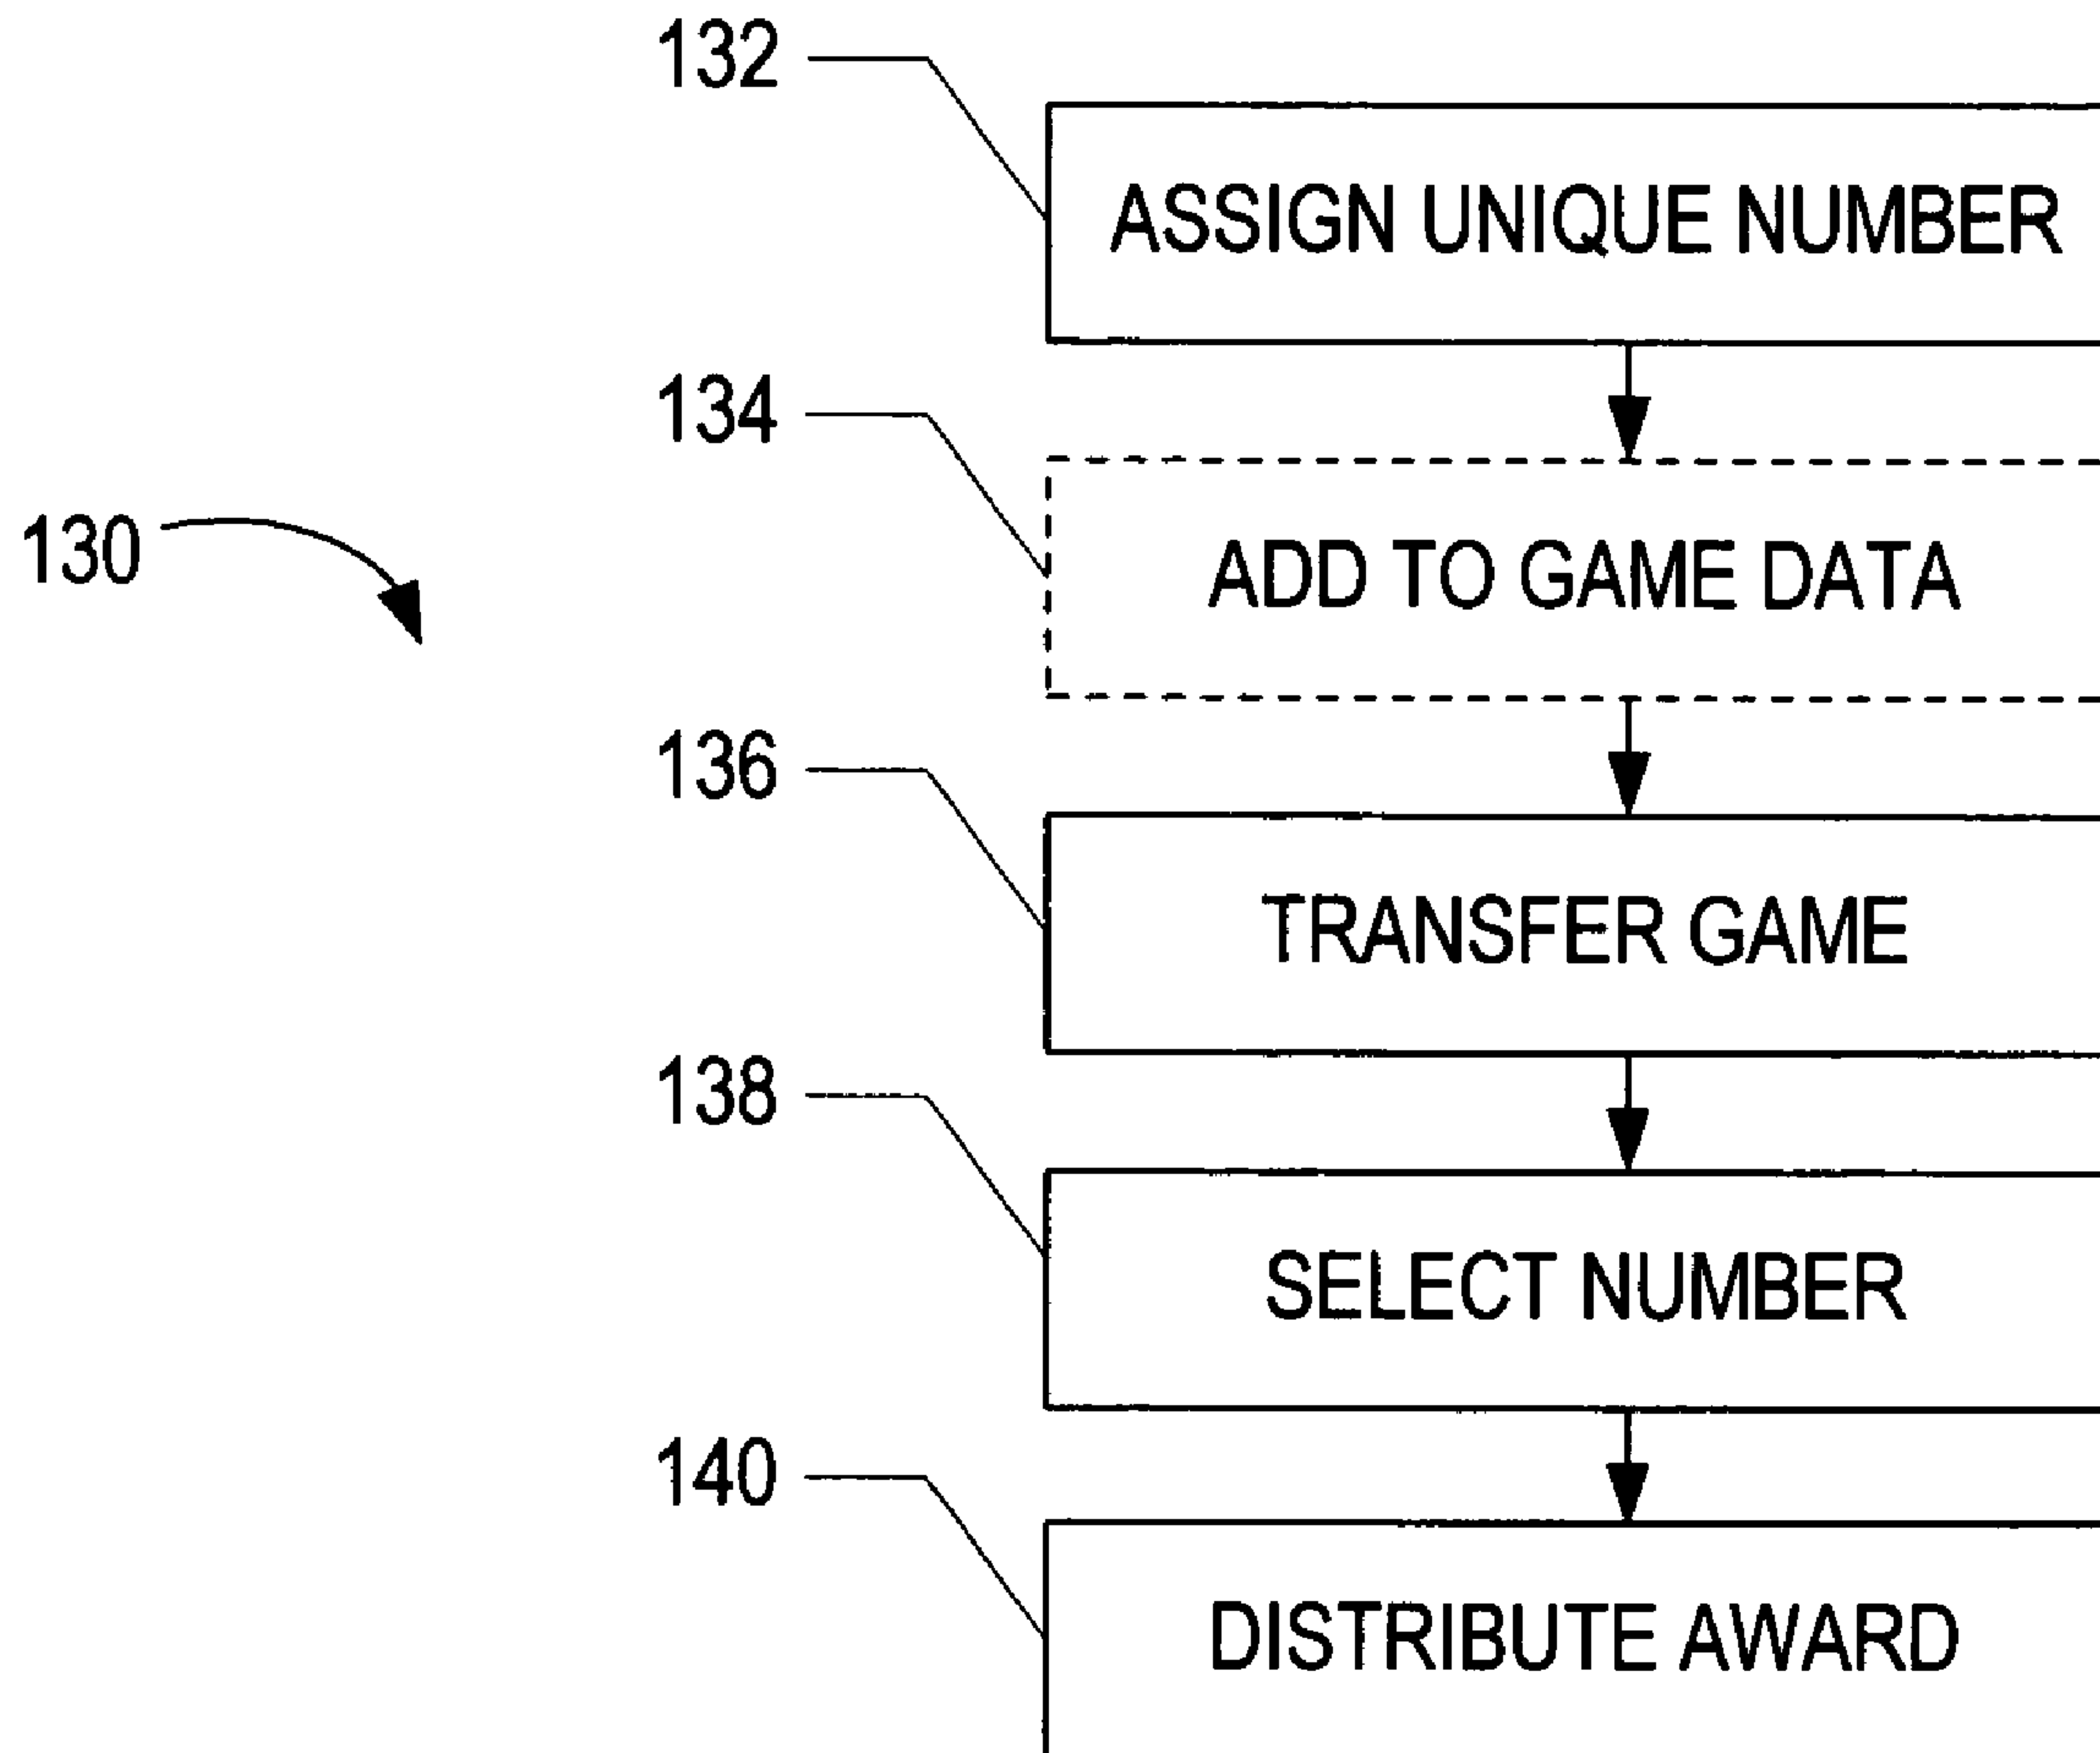 132
ASSIGN UNIQUE NUMBER
134
130
ADD TO GAME DATA
136
TRANSFER GAME
138
SELECT NUMBER
140
DISTRIBUTE AWARD